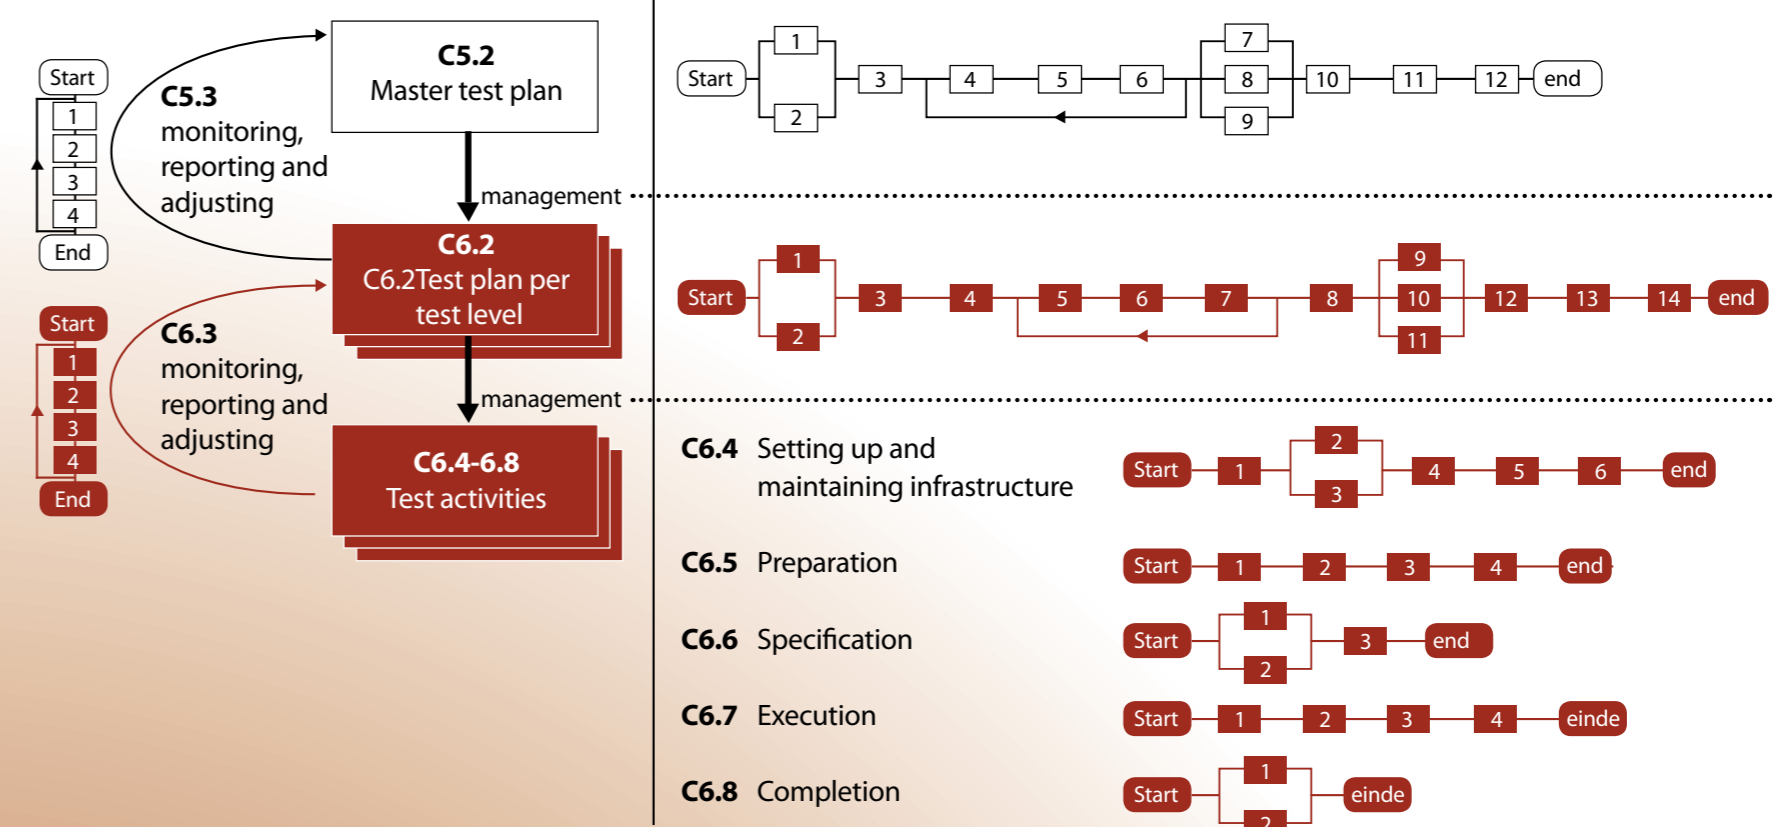 Start
1
2
3
4
End
C5.3
monitoring,
reporting and
adjusting
C5.2
Master test plan
management
C6.2
C6.2Test plan per
test level
Start
1
2
3
4
End
C6.3
monitoring,
reporting and
adjusting
management
C6.4-6.8
Test activities
Start 1 2 3 4 5 6 7 8 9 10 11 12 end
Start 1 2 3 4 5 6 7 8 9 10 11 12 13 14 end
C6.4 Setting up and
maintaining infrastructure
Start 1 2 3 4 5 6 end
C6.5 Preparation
Start 1 2 3 4 end
C6.6 Specification
Start 1 2 3 end
C6.7 Execution
Start 1 2 3 4 einde
C6.8 Completion
Start 1 2 einde